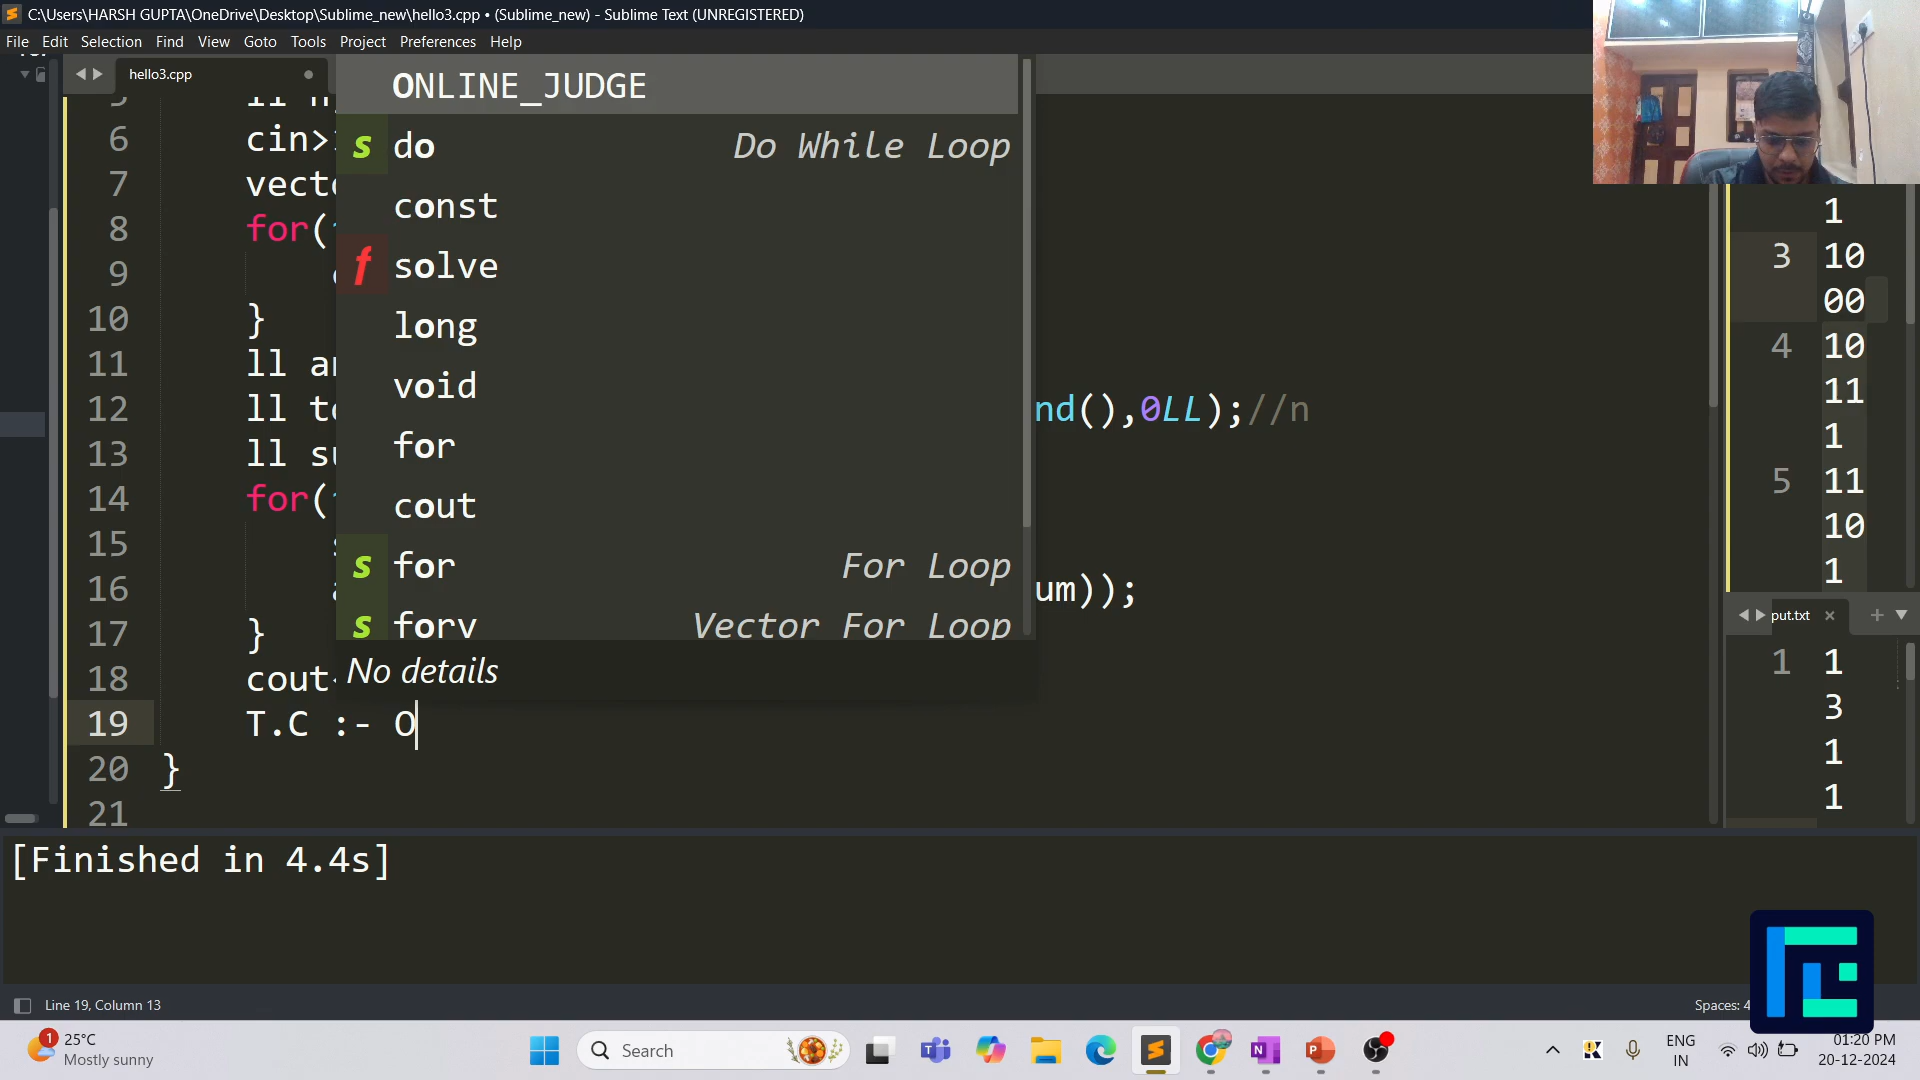 C:\Users\HARSH GUPTA\OneDrive\Desktop\Sublime_new\hello3.cpp • (Sublime_new) - Sublime Text (UNREGISTERED)
File Edit Selection Find View Goto Tools Project Preferences Help
hello3.cpp
ONLINE_JUDGE
6 cin>
s do Do While Loop
7 vecto
const
8 for(
f solve
9
long
10 }
void
11 ll an
for
12 ll to nd(),0LL);//n
cout
13 ll su
s for For Loop
14 for(
s forv Vector For Loop
15
16 um));
17 }
No details
18 cout
19 T.C :- O
20 }
21
1
3 10
00
4 10
11
1
5 11
10
1
put.txt
1 1
3
1
1
[Finished in 4.4s]
Line 19, Column 13
Spaces: 4
1 25°C
Mostly sunny
Search
ENG
IN
01:20 PM
20-12-2024